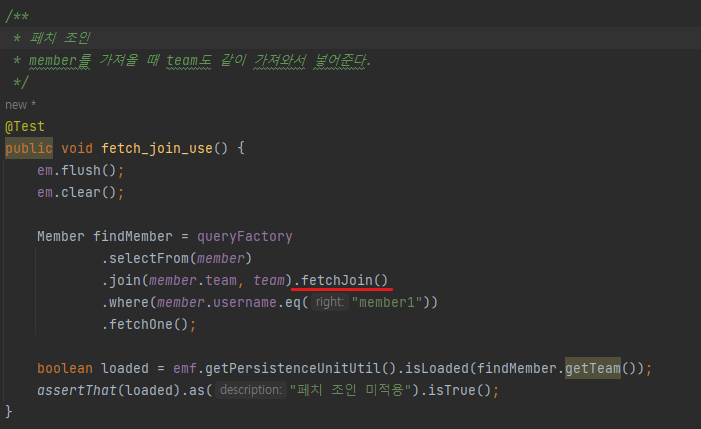 /**
* 페치 조인
* member를 가져올 때 team도 같이 가져와서 넣어준다.
*/
new *
@Test
public void fetch_join_use() {
em.flush();
em.clear();
Member findMember = queryFactory
.selectFrom(member)
.join(member.team, team).fetchJoin()
.where(member.username.eq( right: "member1"))
.fetchOne();
boolean loaded = emf.getPersistenceUnitUtil().isLoaded(findMember.getTeam());
assertThat(loaded).as( description: "페치 조인 미적용").isTrue();
}